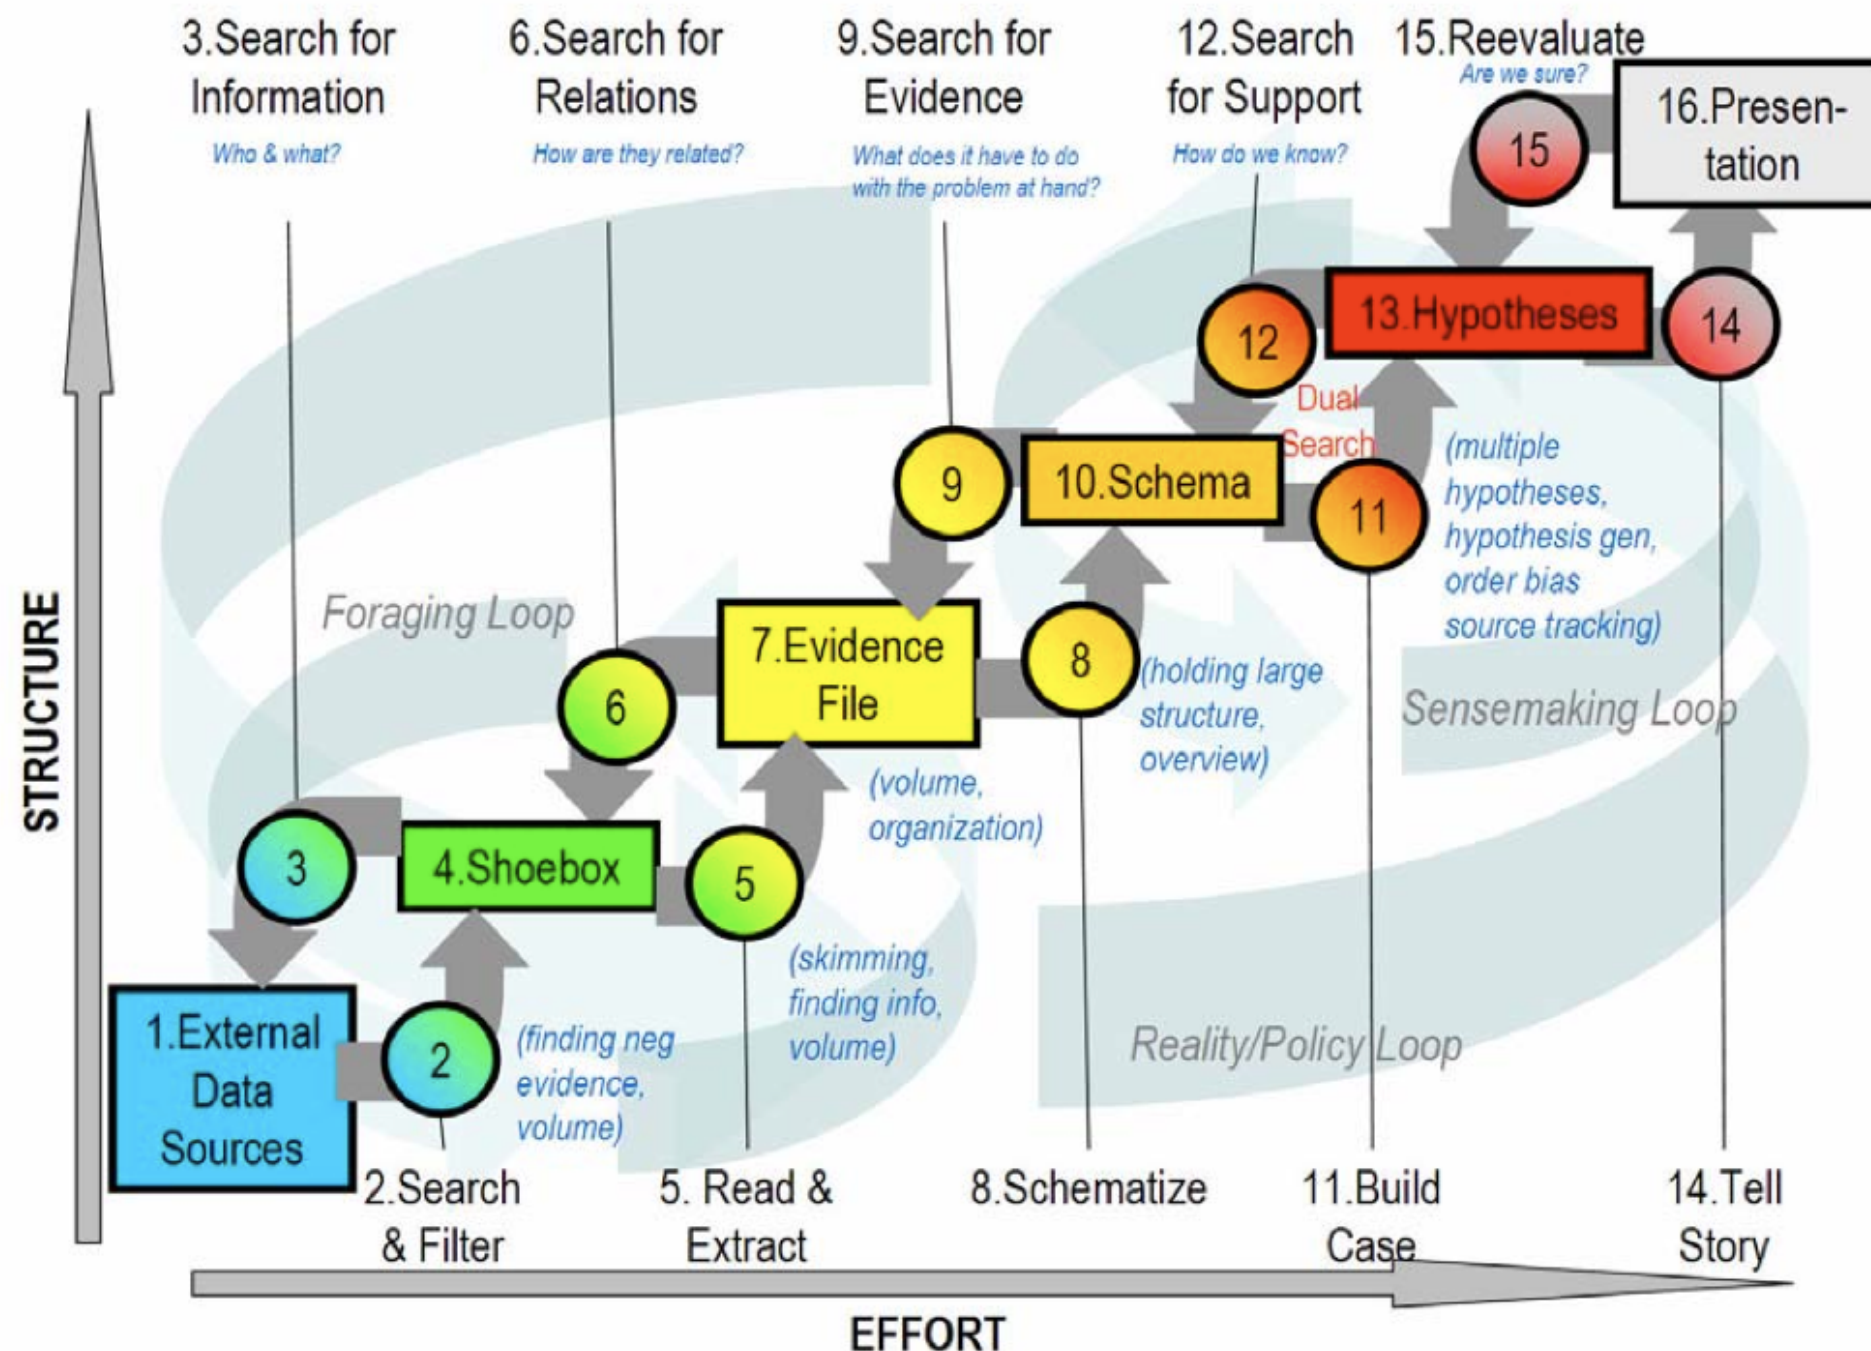 3.Search for
Information
Who & what?
6.Search for
Relations
How are they related?
9.Search for
Evidence
What does it have to do
with the problem at hand?
12.Search
for Support
How do we know?
15.Reevaluate
Are we sure?
16.Presen-
tation
15
14
13.Hypotheses
12
Dual
Search
11
10.Schema
9
(multiple
hypotheses,
hypothesis gen,
order bias
source tracking)
Foraging Loop
7.Evidence
File
8
(holding large
structure,
overview)
Sensemaking Loop
6
(volume,
organization)
3
4.Shoebox
5
(skimming,
finding info,
volume)
1.External
Data
Sources
2
(finding neg
evidence,
volume)
Reality/Policy Loop
2.Search
& Filter
5. Read &
Extract
8.Schematize
11.Build
Case
14.Tell
Story
STRUCTURE
EFFORT